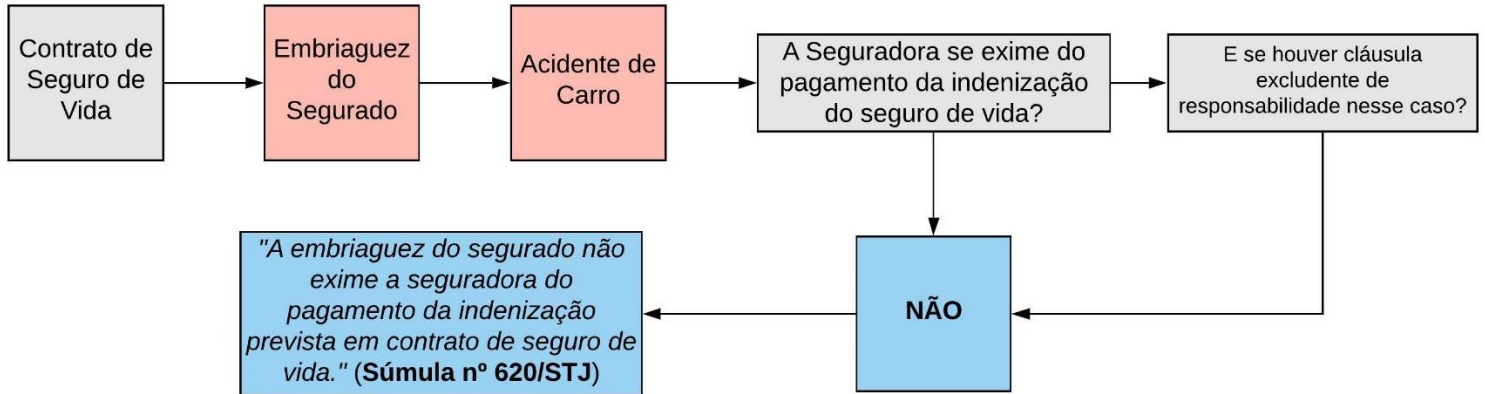 Contrato de
Seguro de
Vida
Embriaguez
do
Segurado
Acidente de
Carro
A Seguradora se exime do
pagamento da indenização
do seguro de vida?
E se houver cláusula
excludente de
responsabilidade nesse caso?
"A embriaguez do segurado não
exime a seguradora do
pagamento da indenização
prevista em contrato de seguro de
vida." (Súmula nº 620/STJ)
NÃO